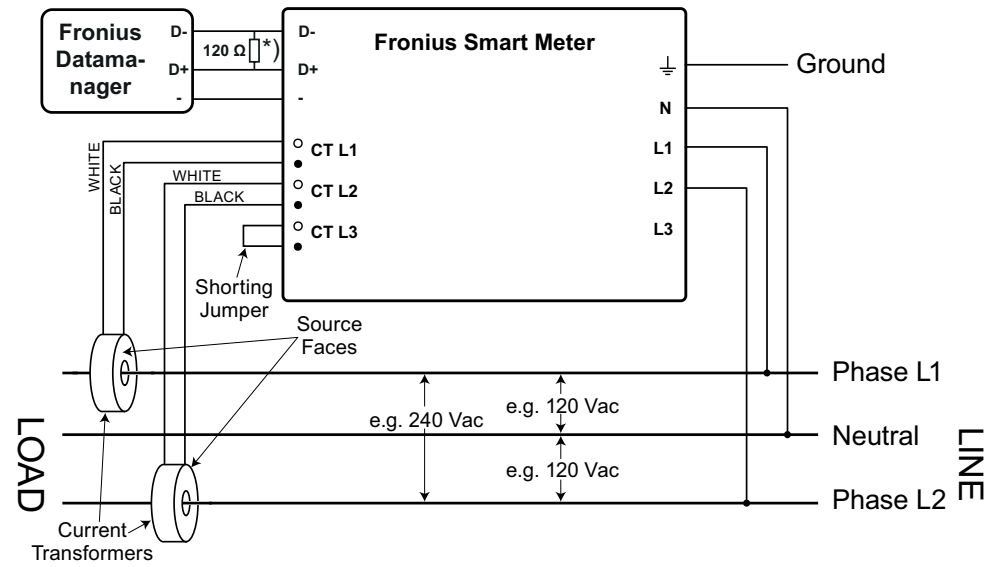 Fronius
Datama-
nager
D-
D+
-
120 Ω *)
Fronius Smart Meter
D-
D+
-
CT L1
CT L2
CT L3
⏚
N
L1
L2
L3
Ground
WHITE
BLACK
WHITE
BLACK
Shorting
Jumper
Source
Faces
Phase L1
e.g. 240 Vac
e.g. 120 Vac
Neutral
e.g. 120 Vac
Phase L2
LOAD
LINE
Current
Transformers